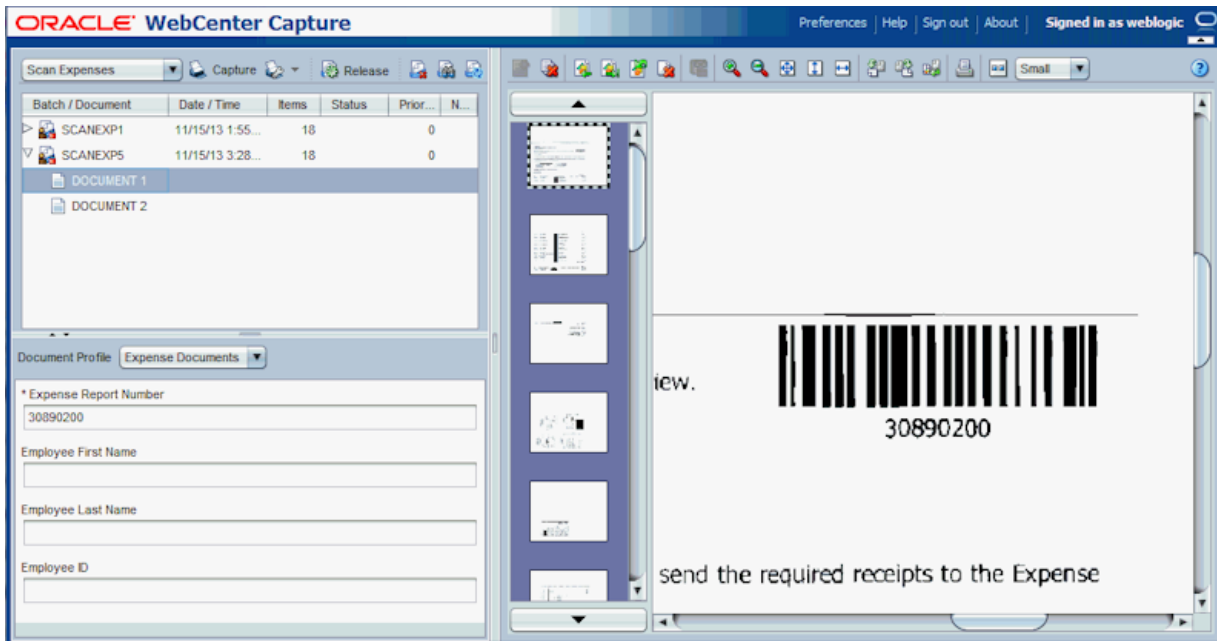 ORACLE® WebCenter Capture
Preferences | Help | Sign out | About | Signed in as weblogic
Scan Expenses Capture Release
Small
Batch / Document Date / Time Items Status Prior... N...
SCANEXP1 11/15/13 1:55... 18 0
SCANEXP5 11/15/13 3:28... 18 0
DOCUMENT 1
DOCUMENT 2
Document Profile Expense Documents
* Expense Report Number
30890200
Employee First Name
Employee Last Name
Employee ID
iew.
30890200
send the required receipts to the Expense